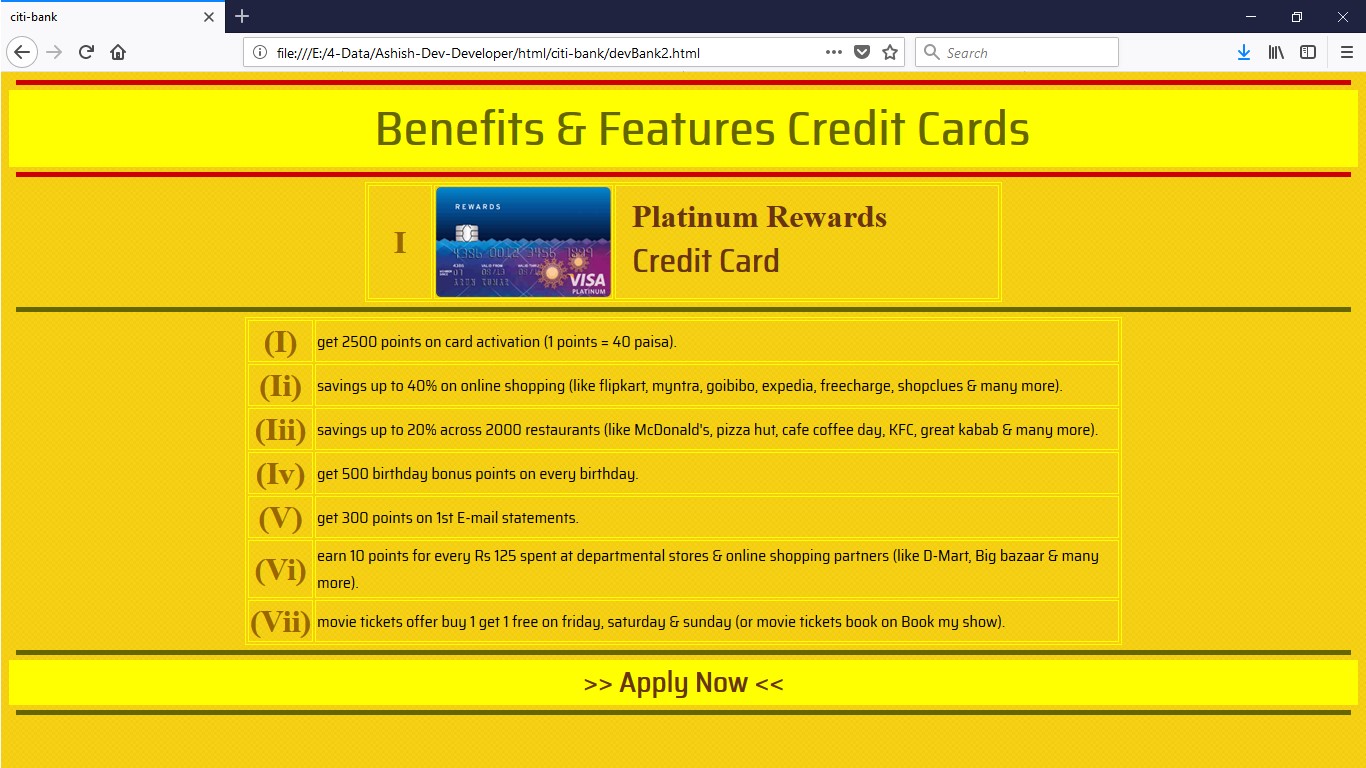 citi-bank
file:///E:/4-Data/Ashish-Dev-Developer/html/citi-bank/devBank2.html
Search
Benefits & Features Credit Cards
I
REWARDS
VISA
PLATINUM
Platinum Rewards
Credit Card
(I) get 2500 points on card activation (1 points = 40 paisa).
(Ii) savings up to 40% on online shopping (like flipkart, myntra, goibibo, expedia, freecharge, shopclues & many more).
(Iii) savings up to 20% across 2000 restaurants (like McDonald's, pizza hut, cafe coffee day, KFC, great kabab & many more).
(Iv) get 500 birthday bonus points on every birthday.
(V) get 300 points on 1st E-mail statements.
(Vi) earn 10 points for every Rs 125 spent at departmental stores & online shopping partners (like D-Mart, Big bazaar & many
more).
(Vii) movie tickets offer buy 1 get 1 free on friday, saturday & sunday (or movie tickets book on Book my show).
>> Apply Now <<